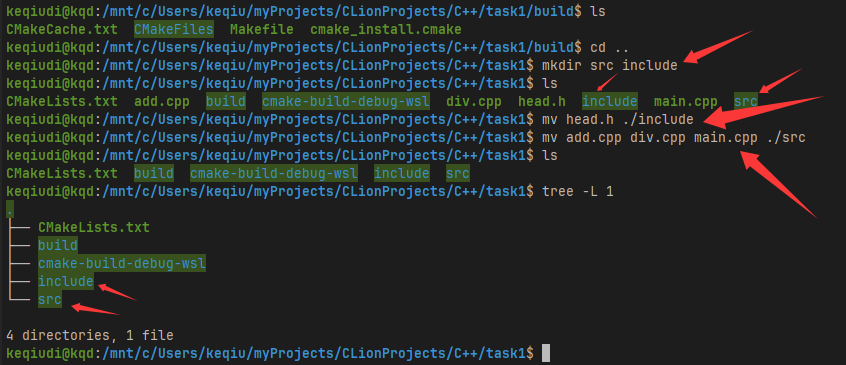 keqiudi@kqd:/mnt/c/Users/keqiu/myProjects/CLionProjects/C++/task1/build$ ls
CMakeCache.txt CMakeFiles Makefile cmake_install.cmake
keqiudi@kqd:/mnt/c/Users/keqiu/myProjects/CLionProjects/C++/task1/build$ cd ..
keqiudi@kqd:/mnt/c/Users/keqiu/myProjects/CLionProjects/C++/task1$ mkdir src include
keqiudi@kqd:/mnt/c/Users/keqiu/myProjects/CLionProjects/C++/task1$ ls
CMakeLists.txt add.cpp build cmake-build-debug-wsl div.cpp head.h include main.cpp src
keqiudi@kqd:/mnt/c/Users/keqiu/myProjects/CLionProjects/C++/task1$ mv head.h ./include
keqiudi@kqd:/mnt/c/Users/keqiu/myProjects/CLionProjects/C++/task1$ mv add.cpp div.cpp main.cpp ./src
keqiudi@kqd:/mnt/c/Users/keqiu/myProjects/CLionProjects/C++/task1$ ls
CMakeLists.txt build cmake-build-debug-wsl include src
keqiudi@kqd:/mnt/c/Users/keqiu/myProjects/CLionProjects/C++/task1$ tree -L 1
.
├── CMakeLists.txt
├── build
├── cmake-build-debug-wsl
├── include
└── src
4 directories, 1 file
keqiudi@kqd:/mnt/c/Users/keqiu/myProjects/CLionProjects/C++/task1$